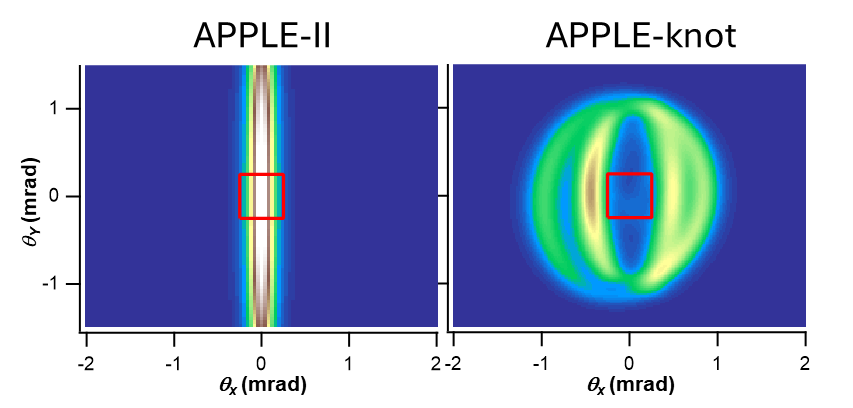 APPLE-II APPLE-knot
1
0
-1
θY (mrad)
-2 -1 0 1 2 -2 -1 0 1 2
θx (mrad) θx (mrad)